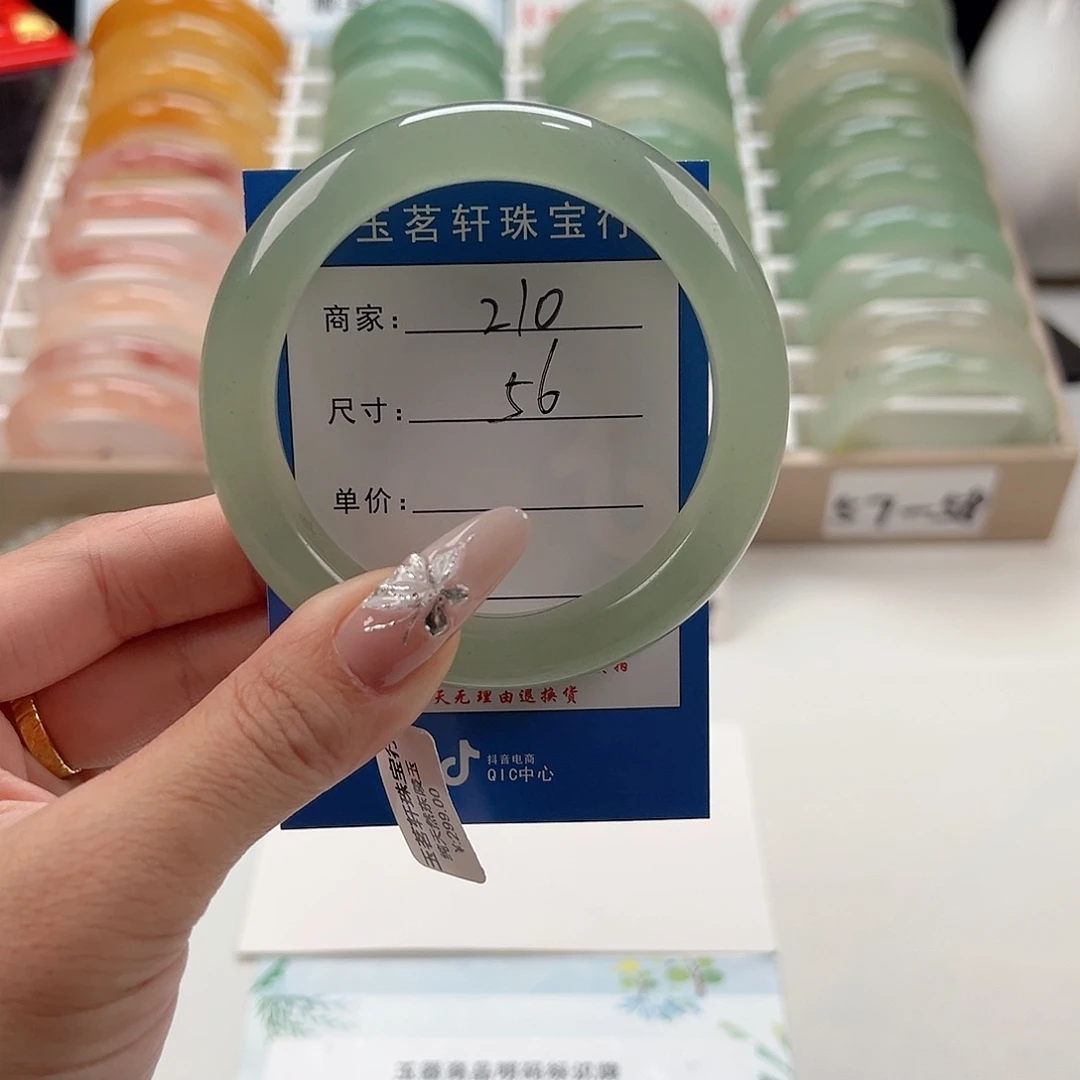 玉茗轩珠宝行
商家: 210
尺寸: 56
单价:
天无理由退换货
抖音电商
QIC中心
玉茗轩珠宝行
¥:299.00
57-58